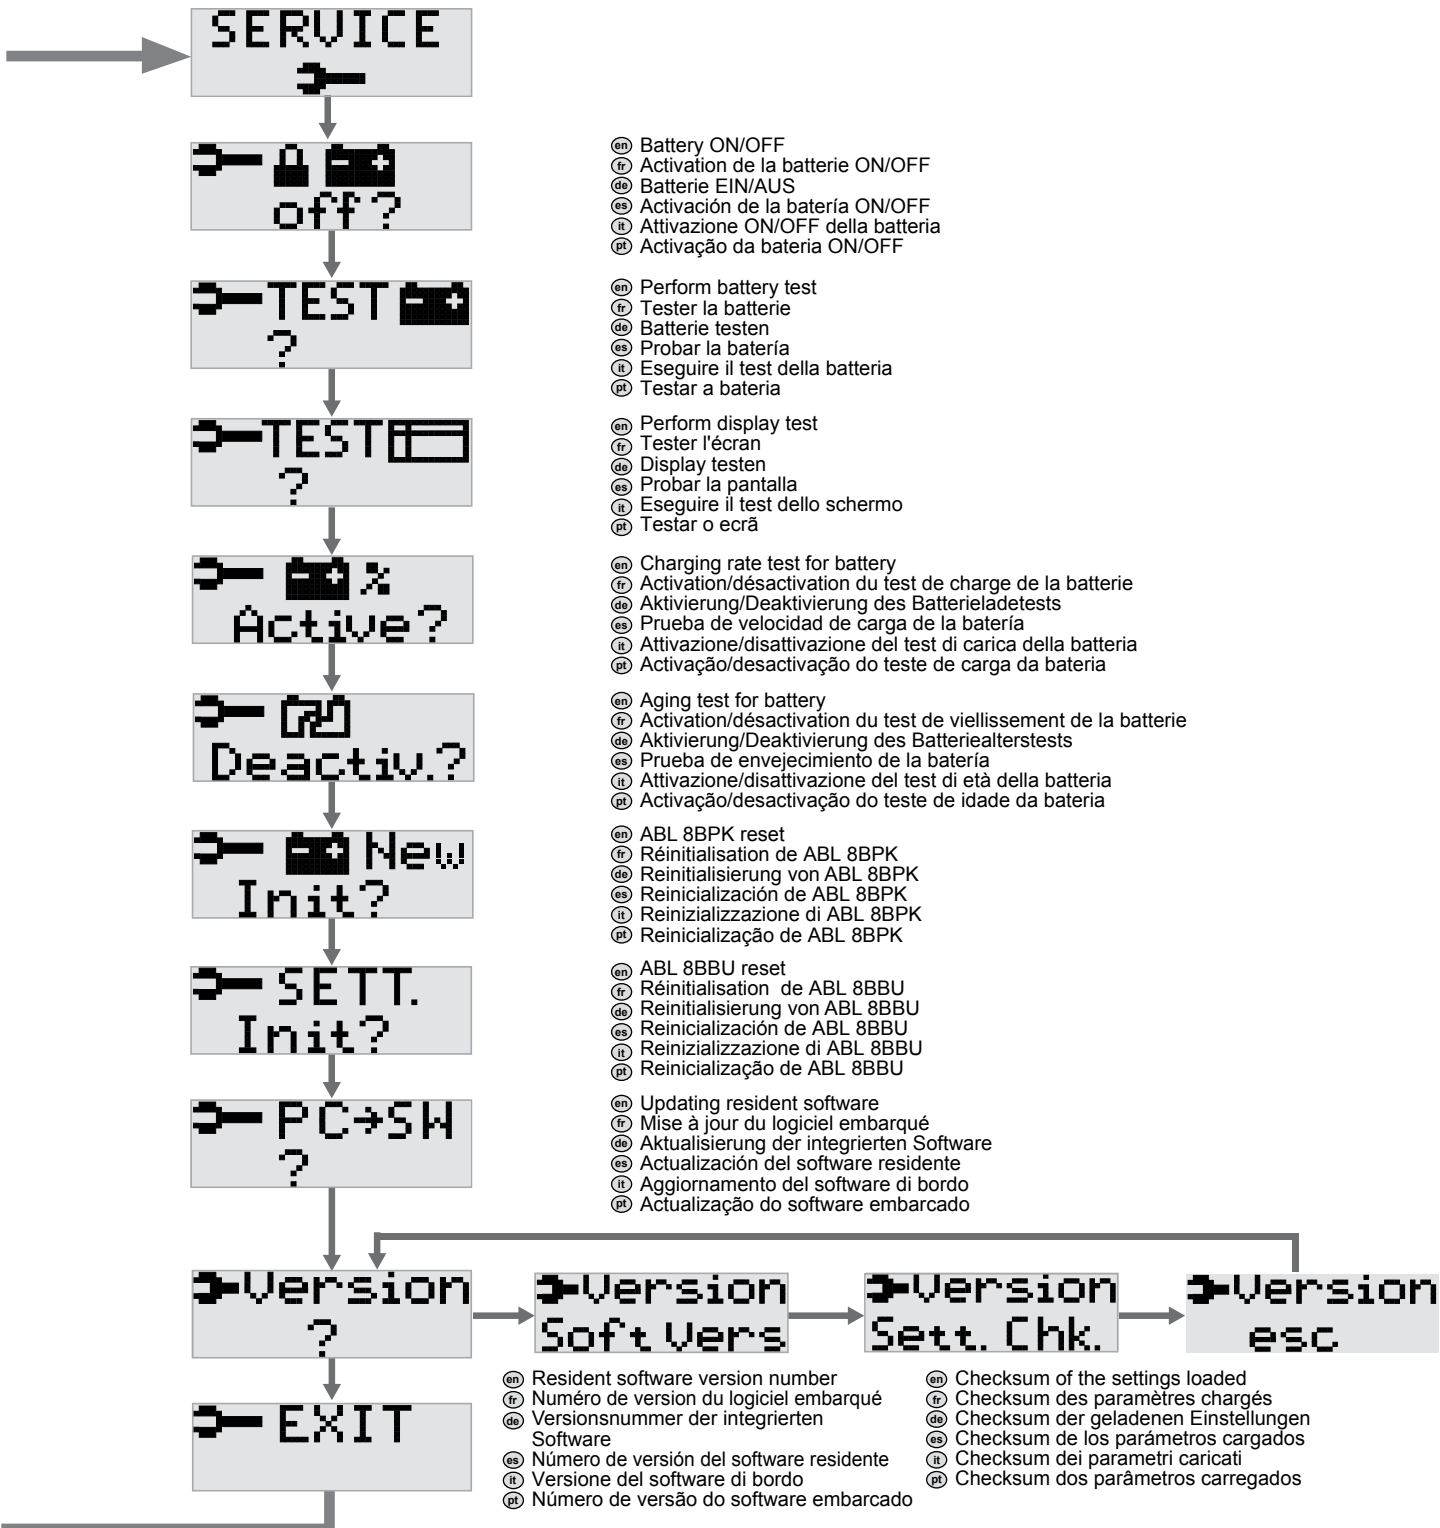 SERVICE
off?
en Battery ON/OFF
fr Activation de la batterie ON/OFF
de Batterie EIN/AUS
es Activación de la batería ON/OFF
it Attivazione ON/OFF della batteria
pt Activação da bateria ON/OFF
TEST
?
en Perform battery test
fr Tester la batterie
de Batterie testen
es Probar la batería
it Eseguire il test della batteria
pt Testar a bateria
TEST
?
en Perform display test
fr Tester l'écran
de Display testen
es Probar la pantalla
it Eseguire il test dello schermo
pt Testar o ecrã
%
Active?
en Charging rate test for battery
fr Activation/désactivation du test de charge de la batterie
de Aktivierung/Deaktivierung des Batterieladetests
es Prueba de velocidad de carga de la batería
it Attivazione/disattivazione del test di carica della batteria
pt Activação/desactivação do teste de carga da bateria
Deactiv.?
en Aging test for battery
fr Activation/désactivation du test de viellissement de la batterie
de Aktivierung/Deaktivierung des Batteriealterstests
es Prueba de envejecimiento de la batería
it Attivazione/disattivazione del test di età della batteria
pt Activação/desactivação do teste de idade da bateria
New
Init?
en ABL 8BPK reset
fr Réinitialisation de ABL 8BPK
de Reinitialisierung von ABL 8BPK
es Reinicialización de ABL 8BPK
it Reinizializzazione di ABL 8BPK
pt Reinicialização de ABL 8BPK
SETT.
Init?
en ABL 8BBU reset
fr Réinitialisation de ABL 8BBU
de Reinitialisierung von ABL 8BBU
es Reinicialización de ABL 8BBU
it Reinizializzazione di ABL 8BBU
pt Reinicialização de ABL 8BBU
PC→SW
?
en Updating resident software
fr Mise à jour du logiciel embarqué
de Aktualisierung der integrierten Software
es Actualización del software residente
it Aggiornamento del software di bordo
pt Actualização do software embarcado
Version
?
Version
Soft Vers
Version
Sett. Chk.
Version
esc
en Resident software version number
fr Numéro de version du logiciel embarqué
de Versionsnummer der integrierten
Software
es Número de versión del software residente
it Versione del software di bordo
pt Número de versão do software embarcado
en Checksum of the settings loaded
fr Checksum des paramètres chargés
de Checksum der geladenen Einstellungen
es Checksum de los parámetros cargados
it Checksum dei parametri caricati
pt Checksum dos parâmetros carregados
EXIT